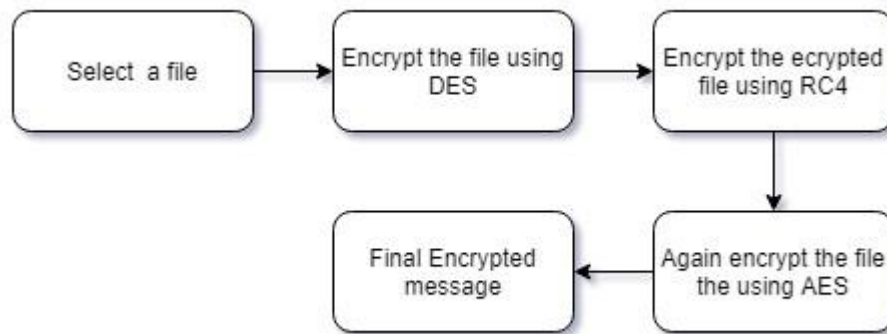 Select a file
Encrypt the file using
DES
Encrypt the ecrypted
file using RC4
Again encrypt the file
the using AES
Final Encrypted
message